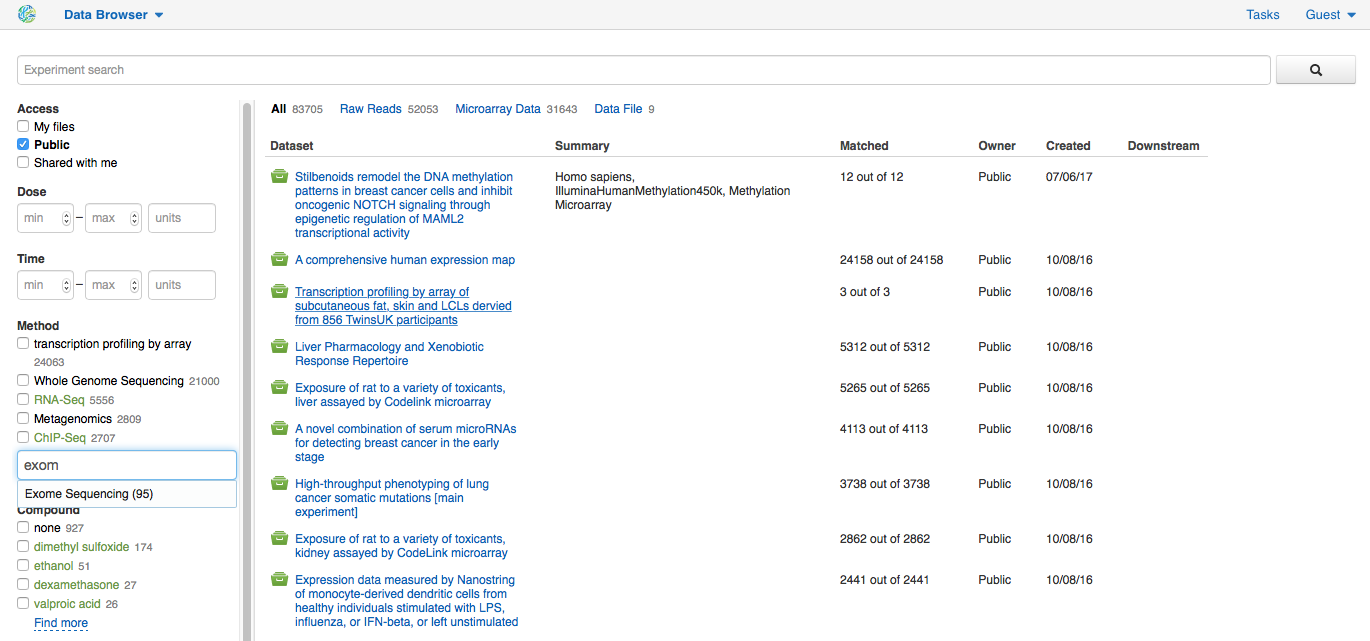 Data Browser
Tasks
Guest
Experiment search
Access
My files
Public
Shared with me
Dose
min – max units
Time
min – max units
Method
transcription profiling by array
24063
Whole Genome Sequencing 21000
RNA-Seq 5556
Metagenomics 2809
ChIP-Seq 2707
exom
Exome Sequencing (95)
Compound
none 927
dimethyl sulfoxide 174
ethanol 51
dexamethasone 27
valproic acid 26
Find more
All 83705 Raw Reads 52053 Microarray Data 31643 Data File 9
Dataset Summary Matched Owner Created Downstream
Stilbenoids remodel the DNA methylation
patterns in breast cancer cells and inhibit
oncogenic NOTCH signaling through
epigenetic regulation of MAML2
transcriptional activity
Homo sapiens,
IlluminaHumanMethylation450k, Methylation
Microarray
12 out of 12 Public 07/06/17
A comprehensive human expression map 24158 out of 24158 Public 10/08/16
Transcription profiling by array of
subcutaneous fat, skin and LCLs dervied
from 856 TwinsUK participants
3 out of 3 Public 10/08/16
Liver Pharmacology and Xenobiotic
Response Repertoire
5312 out of 5312 Public 10/08/16
Exposure of rat to a variety of toxicants,
liver assayed by Codelink microarray
5265 out of 5265 Public 10/08/16
A novel combination of serum microRNAs
for detecting breast cancer in the early
stage
4113 out of 4113 Public 10/08/16
High-throughput phenotyping of lung
cancer somatic mutations [main
experiment]
3738 out of 3738 Public 10/08/16
Exposure of rat to a variety of toxicants,
kidney assayed by CodeLink microarray
2862 out of 2862 Public 10/08/16
Expression data measured by Nanostring
of monocyte-derived dendritic cells from
healthy individuals stimulated with LPS,
influenza, or IFN-beta, or left unstimulated
2441 out of 2441 Public 10/08/16